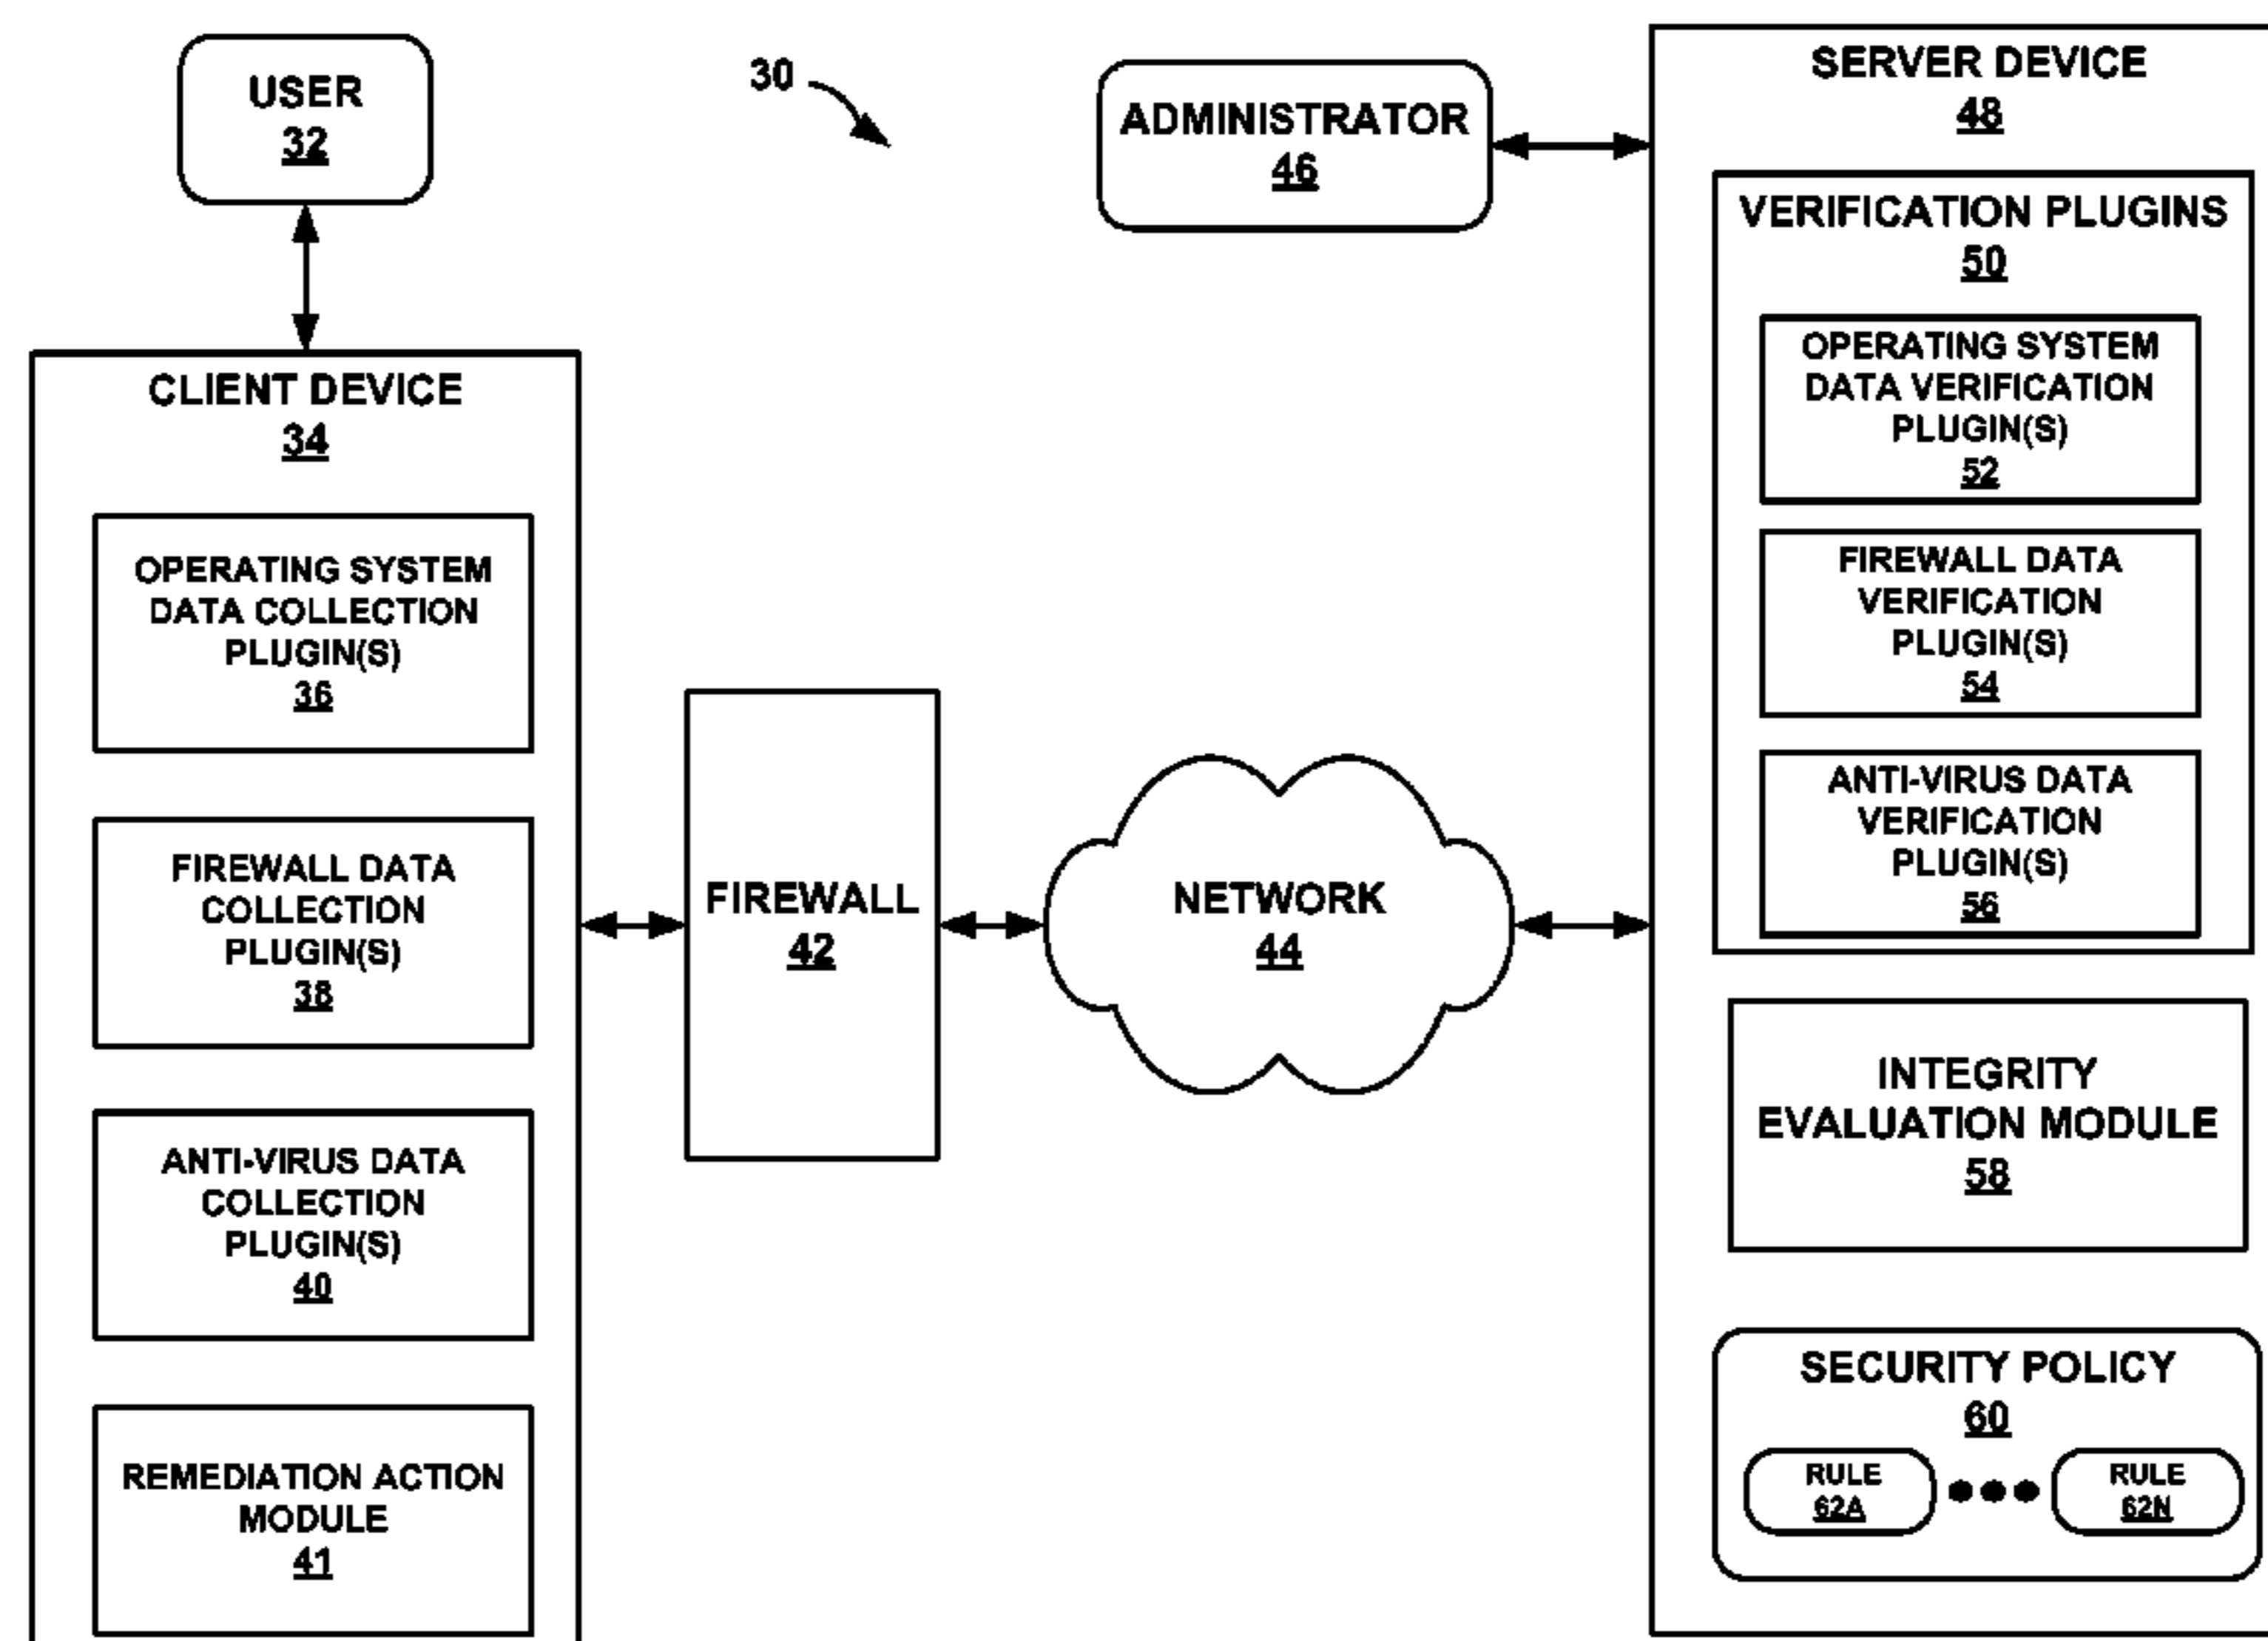 USER
32
30
ADMINISTRATOR
46
SERVER DEVICE
48
VERIFICATION PLUGINS
50
OPERATING SYSTEM
DATA VERIFICATION
PLUGIN(S)
52
FIREWALL DATA
VERIFICATION
PLUGIN(S)
54
ANTI-VIRUS DATA
VERIFICATION
PLUGIN(S)
56
INTEGRITY
EVALUATION MODULE
58
SECURITY POLICY
60
RULE
62A
RULE
62N
CLIENT DEVICE
34
OPERATING SYSTEM
DATA COLLECTION
PLUGIN(S)
36
FIREWALL DATA
COLLECTION
PLUGIN(S)
38
ANTI-VIRUS DATA
COLLECTION
PLUGIN(S)
40
REMEDIATION ACTION
MODULE
41
FIREWALL
42
NETWORK
44